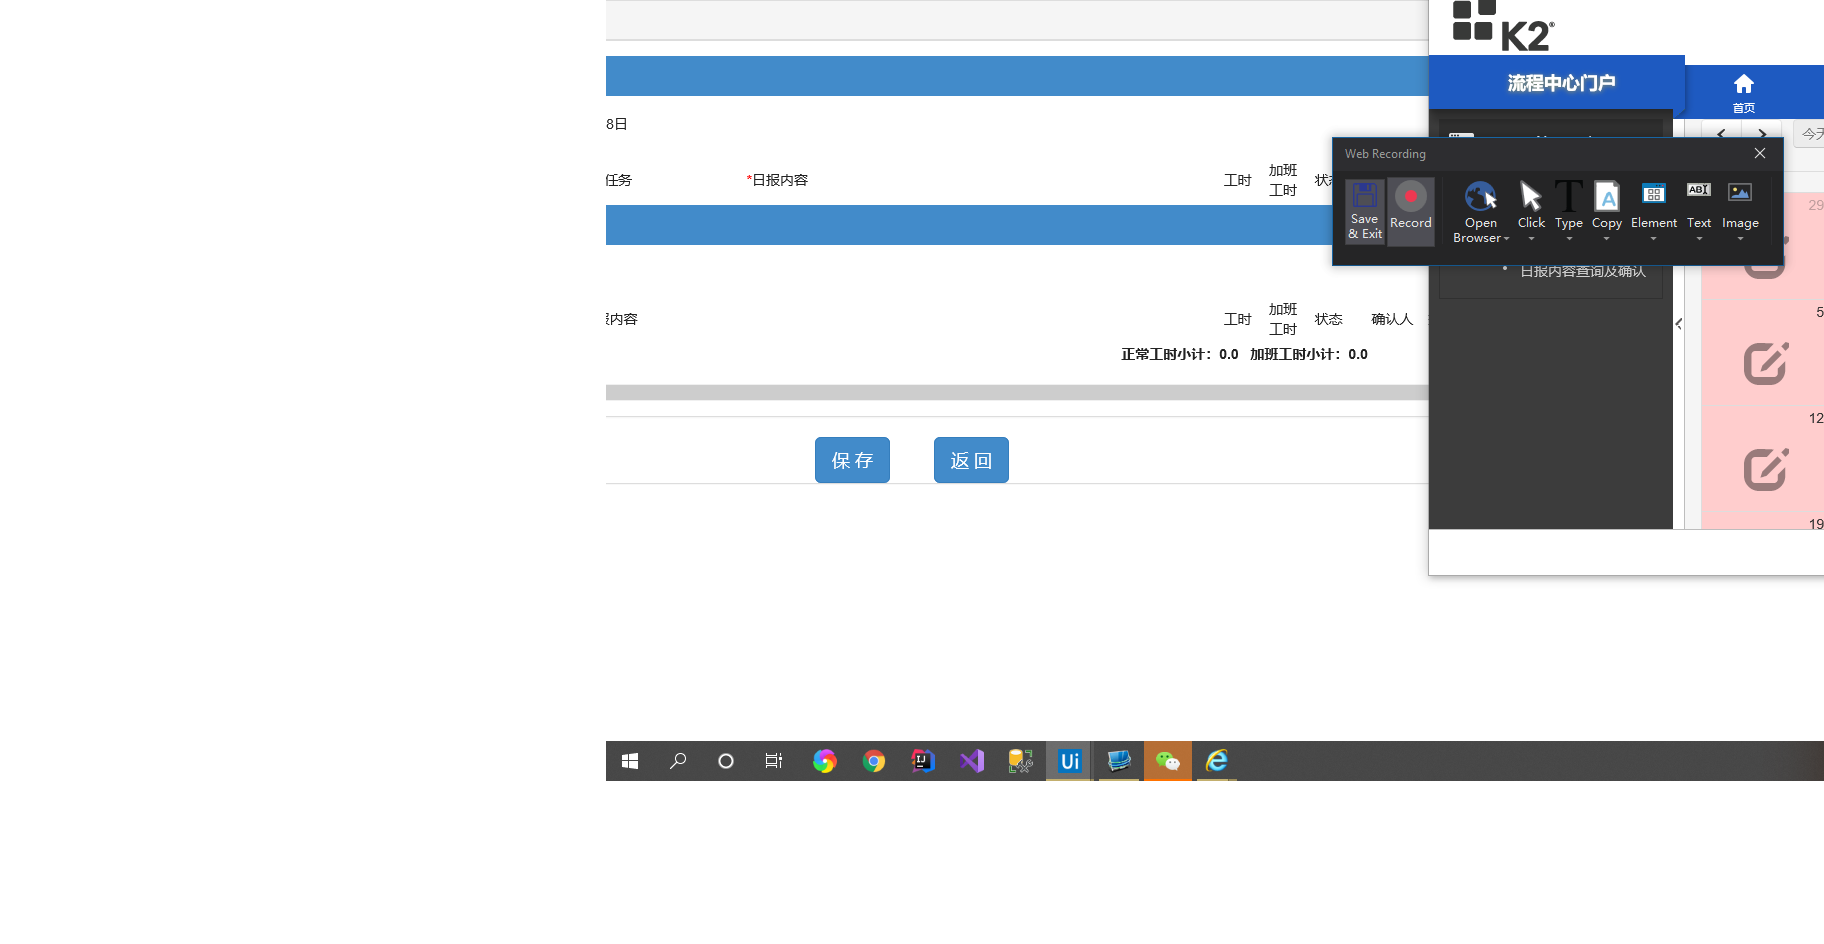 K2
流程中心门户
首页
8日
今天
Web Recording
任务 *日报内容 工时 加班工时
Save & Exit
Record
Open Browser
Click
Type
Copy
Element
Text
Image
29
日报内容查询及确认
内容 工时 加班工时 状态 确认人
正常工时小计：0.0 加班工时小计：0.0
5
12
保 存 返 回
19